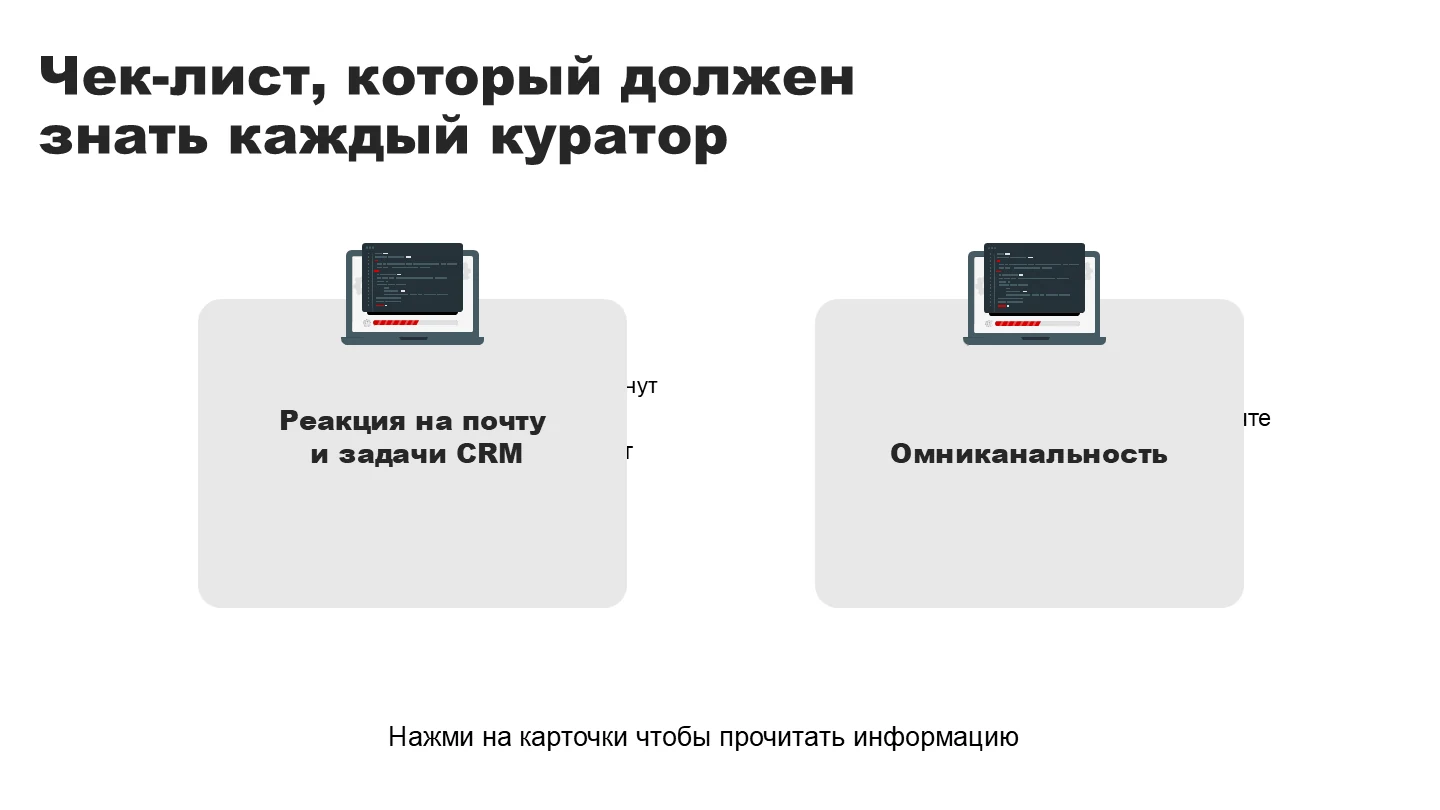 Чек-лист, который должен
знать каждый куратор
Реакция на почту
и задачи CRM
Омниканальность
Нажми на карточки чтобы прочитать информацию